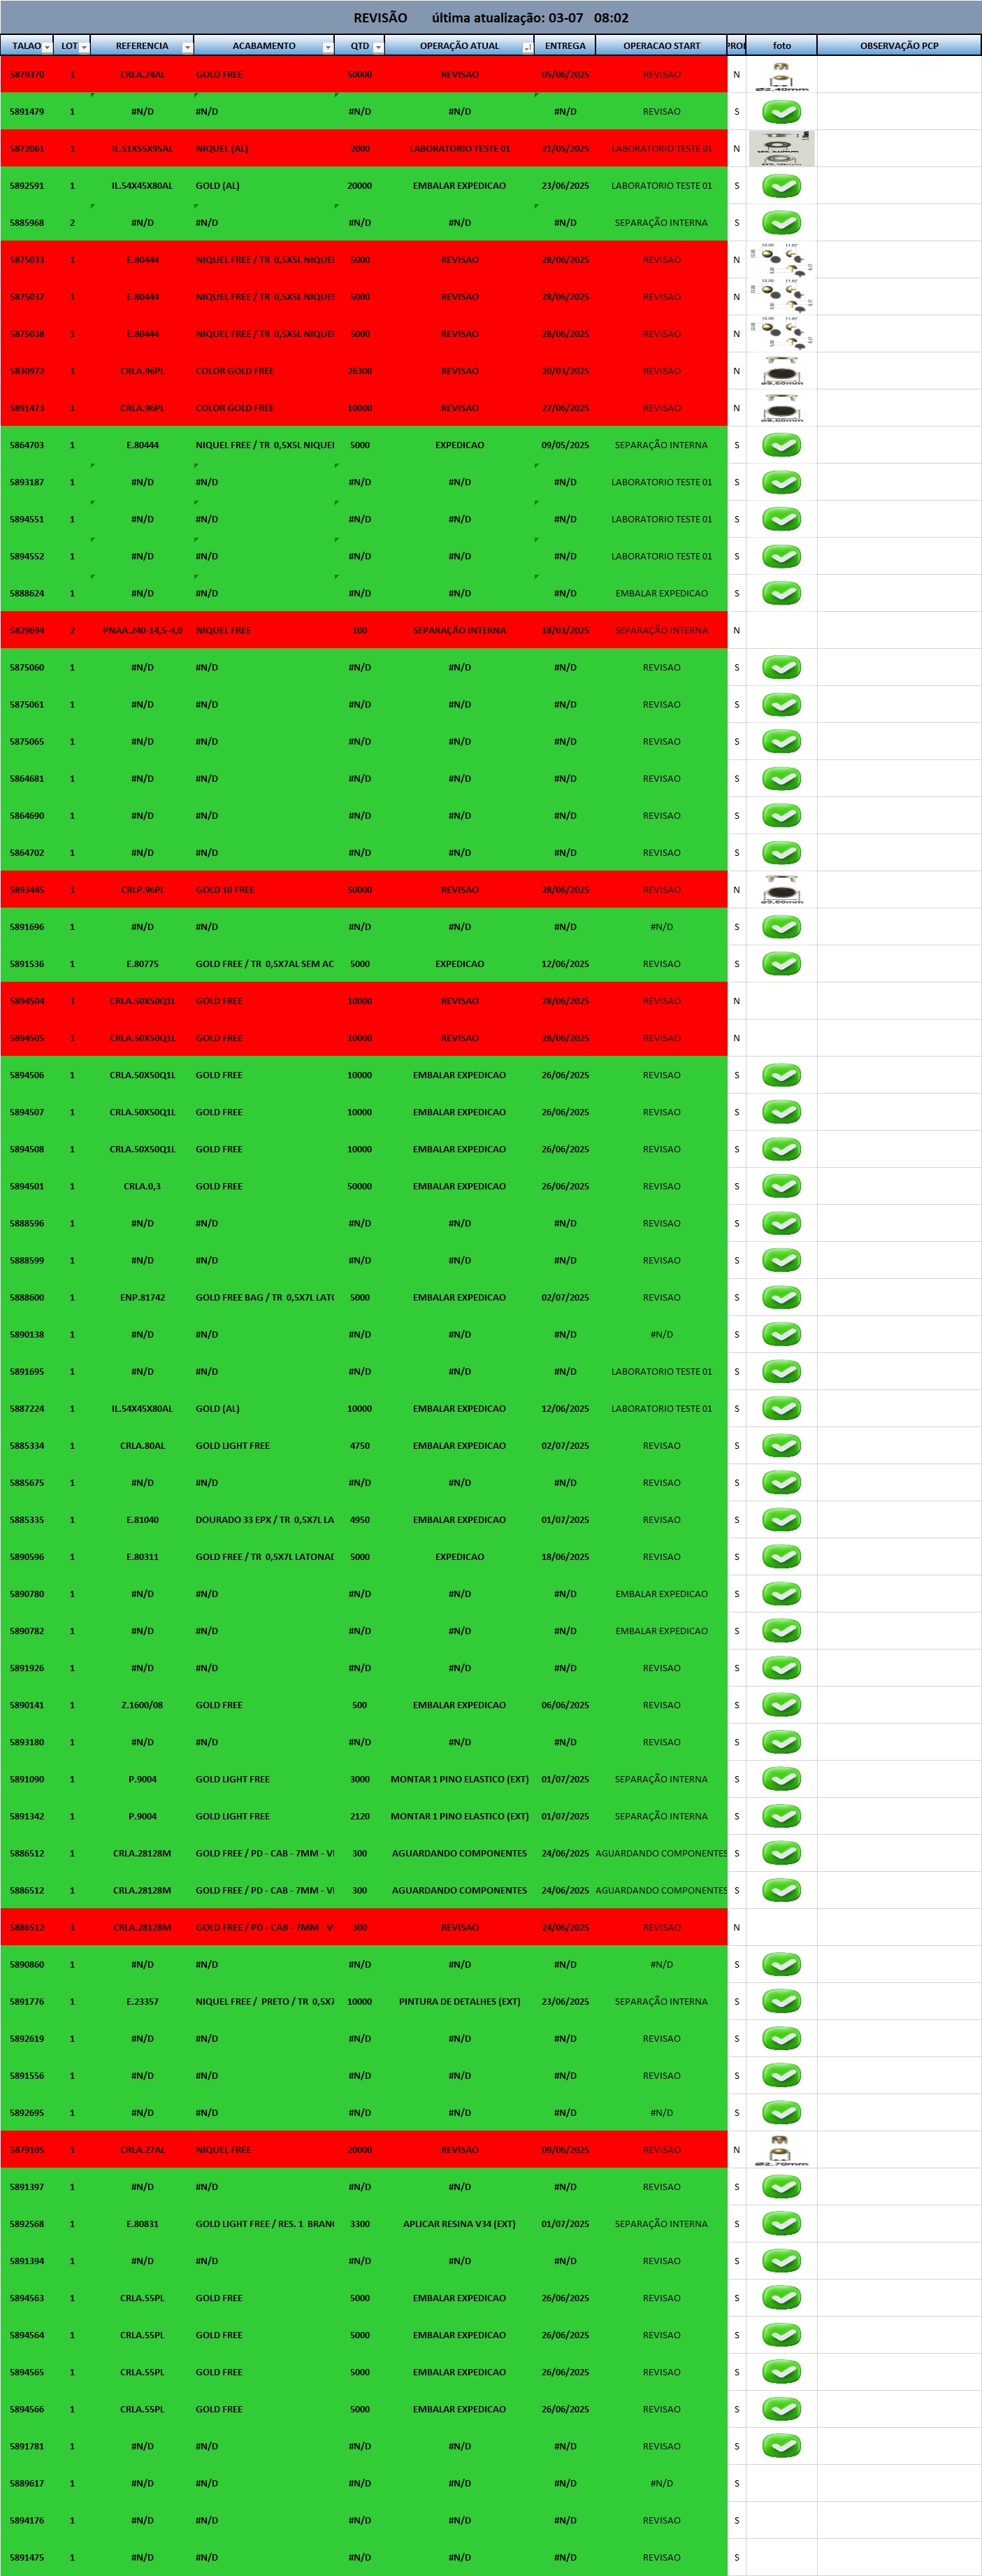 REVISÃO última atualização: 03-07 08:02
TALAO LOT REFERENCIA ACABAMENTO QTD OPERAÇÃO ATUAL ENTREGA OPERACAO START PROI foto OBSERVAÇÃO PCP
5879370 1 CRLA.24AL GOLD FREE 50000 REVISAO 05/06/2025 REVISAO N Ø2.40mm
5891479 1 #N/D #N/D #N/D #N/D #N/D REVISAO S
5872061 1 IL.51X55X95AL NIQUEL (AL) 2000 LABORATORIO TESTE 01 21/05/2025 LABORATORIO TESTE 01 N
5892591 1 IL.54X45X80AL GOLD (AL) 20000 EMBALAR EXPEDICAO 23/06/2025 LABORATORIO TESTE 01 S
5885968 2 #N/D #N/D #N/D #N/D #N/D SEPARAÇÃO INTERNA S
5875033 1 E.80444 NIQUEL FREE / TR 0,5X5L NIQUEI 5000 REVISAO 28/06/2025 REVISAO N
5875037 1 E.80444 NIQUEL FREE / TR 0,5X5L NIQUEI 5000 REVISAO 28/06/2025 REVISAO N
5875038 1 E.80444 NIQUEL FREE / TR 0,5X5L NIQUEI 5000 REVISAO 28/06/2025 REVISAO N
5830972 1 CRLA.96PL COLOR GOLD FREE 26300 REVISAO 20/03/2025 REVISAO N Ø9.60mm
5891473 1 CRLA.96PL COLOR GOLD FREE 10000 REVISAO 27/06/2025 REVISAO N Ø9.60mm
5864703 1 E.80444 NIQUEL FREE / TR 0,5X5L NIQUEI 5000 EXPEDICAO 09/05/2025 SEPARAÇÃO INTERNA S
5893187 1 #N/D #N/D #N/D #N/D #N/D LABORATORIO TESTE 01 S
5894551 1 #N/D #N/D #N/D #N/D #N/D LABORATORIO TESTE 01 S
5894552 1 #N/D #N/D #N/D #N/D #N/D LABORATORIO TESTE 01 S
5888624 1 #N/D #N/D #N/D #N/D #N/D EMBALAR EXPEDICAO S
5829694 2 PNAA.240-14,5-4,0 NIQUEL FREE 100 SEPARAÇÃO INTERNA 18/03/2025 SEPARAÇÃO INTERNA N
5875060 1 #N/D #N/D #N/D #N/D #N/D REVISAO S
5875061 1 #N/D #N/D #N/D #N/D #N/D REVISAO S
5875065 1 #N/D #N/D #N/D #N/D #N/D REVISAO S
5864681 1 #N/D #N/D #N/D #N/D #N/D REVISAO S
5864690 1 #N/D #N/D #N/D #N/D #N/D REVISAO S
5864702 1 #N/D #N/D #N/D #N/D #N/D REVISAO S
5893445 1 CRLP.96PL GOLD 10 FREE 50000 REVISAO 28/06/2025 REVISAO N Ø9.60mm
5891696 1 #N/D #N/D #N/D #N/D #N/D #N/D S
5891536 1 E.80775 GOLD FREE / TR 0,5X7AL SEM AC 5000 EXPEDICAO 12/06/2025 REVISAO S
5894504 1 CRLA.50X50Q1L GOLD FREE 10000 REVISAO 28/06/2025 REVISAO N
5894505 1 CRLA.50X50Q1L GOLD FREE 10000 REVISAO 28/06/2025 REVISAO N
5894506 1 CRLA.50X50Q1L GOLD FREE 10000 EMBALAR EXPEDICAO 26/06/2025 REVISAO S
5894507 1 CRLA.50X50Q1L GOLD FREE 10000 EMBALAR EXPEDICAO 26/06/2025 REVISAO S
5894508 1 CRLA.50X50Q1L GOLD FREE 10000 EMBALAR EXPEDICAO 26/06/2025 REVISAO S
5894501 1 CRLA.0,3 GOLD FREE 50000 EMBALAR EXPEDICAO 26/06/2025 REVISAO S
5888596 1 #N/D #N/D #N/D #N/D #N/D REVISAO S
5888599 1 #N/D #N/D #N/D #N/D #N/D REVISAO S
5888600 1 ENP.81742 GOLD FREE BAG / TR 0,5X7L LAT( 5000 EMBALAR EXPEDICAO 02/07/2025 REVISAO S
5890138 1 #N/D #N/D #N/D #N/D #N/D #N/D S
5891695 1 #N/D #N/D #N/D #N/D #N/D LABORATORIO TESTE 01 S
5887224 1 IL.54X45X80AL GOLD (AL) 10000 EMBALAR EXPEDICAO 12/06/2025 LABORATORIO TESTE 01 S
5885334 1 CRLA.80AL GOLD LIGHT FREE 4750 EMBALAR EXPEDICAO 02/07/2025 REVISAO S
5885675 1 #N/D #N/D #N/D #N/D #N/D REVISAO S
5885335 1 E.81040 DOURADO 33 EPX / TR 0,5X7L LA 4950 EMBALAR EXPEDICAO 01/07/2025 REVISAO S
5890596 1 E.80311 GOLD FREE / TR 0,5X7L LATONAD 5000 EXPEDICAO 18/06/2025 REVISAO S
5890780 1 #N/D #N/D #N/D #N/D #N/D EMBALAR EXPEDICAO S
5890782 1 #N/D #N/D #N/D #N/D #N/D EMBALAR EXPEDICAO S
5891926 1 #N/D #N/D #N/D #N/D #N/D REVISAO S
5890141 1 Z.1600/08 GOLD FREE 500 EMBALAR EXPEDICAO 06/06/2025 REVISAO S
5893180 1 #N/D #N/D #N/D #N/D #N/D REVISAO S
5891090 1 P.9004 GOLD LIGHT FREE 3000 MONTAR 1 PINO ELASTICO (EXT) 01/07/2025 SEPARAÇÃO INTERNA S
5891342 1 P.9004 GOLD LIGHT FREE 2120 MONTAR 1 PINO ELASTICO (EXT) 01/07/2025 SEPARAÇÃO INTERNA S
5886512 1 CRLA.28128M GOLD FREE / PD - CAB - 7MM - VI 300 AGUARDANDO COMPONENTES 24/06/2025 AGUARDANDO COMPONENTES S
5886512 1 CRLA.28128M GOLD FREE / PD - CAB - 7MM - VI 300 AGUARDANDO COMPONENTES 24/06/2025 AGUARDANDO COMPONENTES S
5886512 1 CRLA.28128M GOLD FREE / PD - CAB - 7MM - VI 300 REVISAO 24/06/2025 REVISAO N
5890860 1 #N/D #N/D #N/D #N/D #N/D #N/D S
5891776 1 E.23357 NIQUEL FREE / PRETO / TR 0,5X7 10000 PINTURA DE DETALHES (EXT) 23/06/2025 SEPARAÇÃO INTERNA S
5892619 1 #N/D #N/D #N/D #N/D #N/D REVISAO S
5891556 1 #N/D #N/D #N/D #N/D #N/D REVISAO S
5892695 1 #N/D #N/D #N/D #N/D #N/D #N/D S
5879105 1 CRLA.27AL NIQUEL FREE 20000 REVISAO 09/06/2025 REVISAO N Ø2.70mm
5891397 1 #N/D #N/D #N/D #N/D #N/D REVISAO S
5892568 1 E.80831 GOLD LIGHT FREE / RES. 1 BRAN( 3300 APLICAR RESINA V34 (EXT) 01/07/2025 SEPARAÇÃO INTERNA S
5891394 1 #N/D #N/D #N/D #N/D #N/D REVISAO S
5894563 1 CRLA.55PL GOLD FREE 5000 EMBALAR EXPEDICAO 26/06/2025 REVISAO S
5894564 1 CRLA.55PL GOLD FREE 5000 EMBALAR EXPEDICAO 26/06/2025 REVISAO S
5894565 1 CRLA.55PL GOLD FREE 5000 EMBALAR EXPEDICAO 26/06/2025 REVISAO S
5894566 1 CRLA.55PL GOLD FREE 5000 EMBALAR EXPEDICAO 26/06/2025 REVISAO S
5891781 1 #N/D #N/D #N/D #N/D #N/D REVISAO S
5889617 1 #N/D #N/D #N/D #N/D #N/D #N/D S
5894176 1 #N/D #N/D #N/D #N/D #N/D REVISAO S
5891475 1 #N/D #N/D #N/D #N/D #N/D REVISAO S